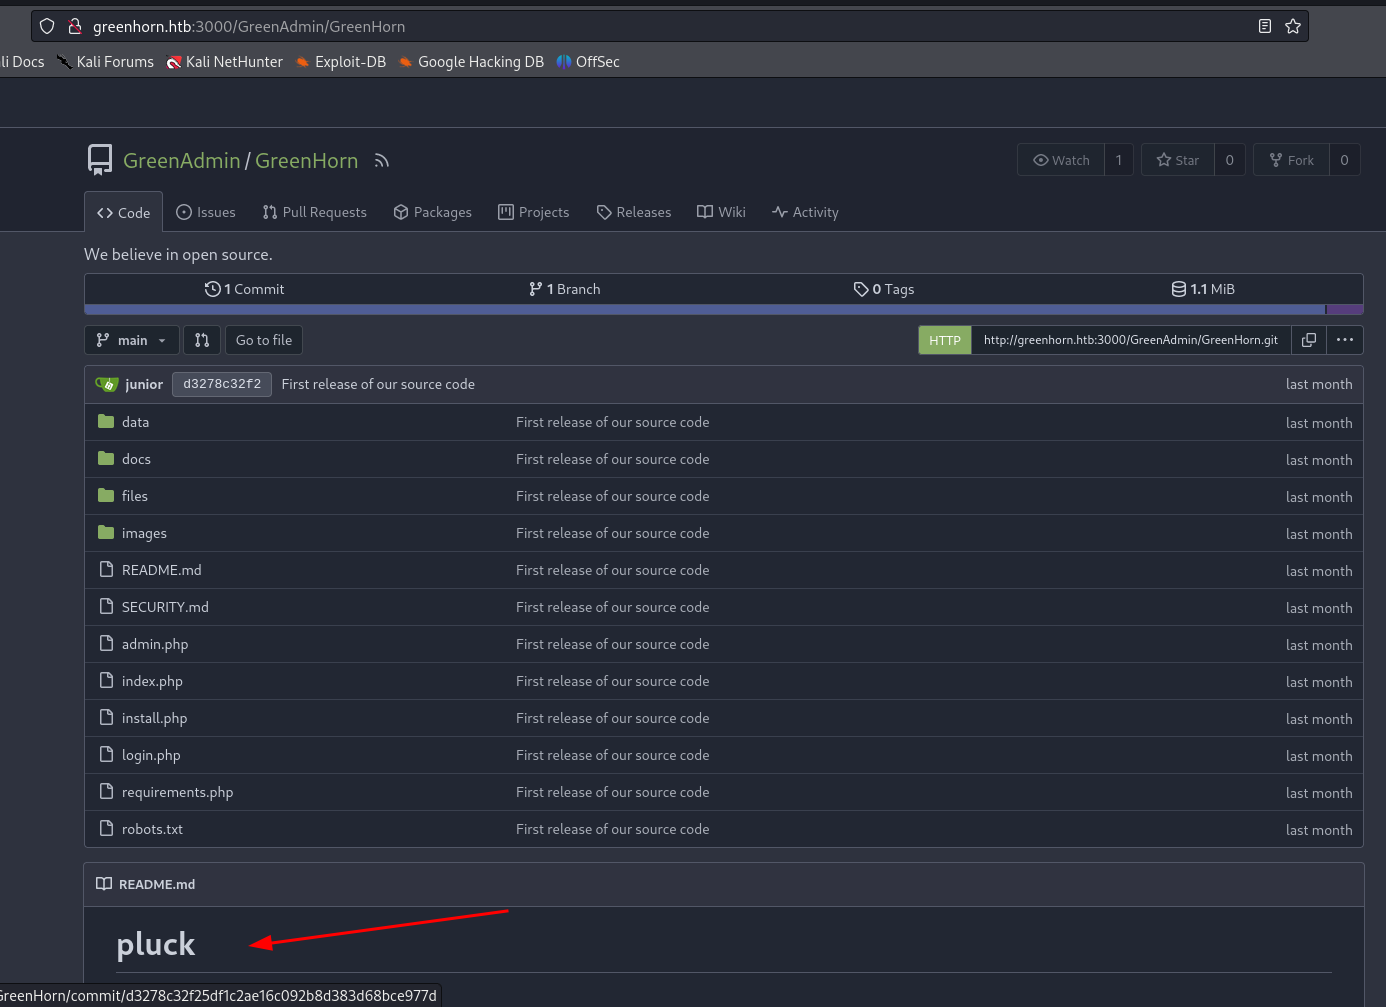 greenhorn.htb:3000/GreenAdmin/GreenHorn
li Docs Kali Forums Kali NetHunter Exploit-DB Google Hacking DB OffSec
GreenAdmin / GreenHorn Watch 1 Star 0 Fork 0
Code Issues Pull Requests Packages Projects Releases Wiki Activity
We believe in open source.
1 Commit 1 Branch 0 Tags 1.1 MiB
main Go to file HTTP http://greenhorn.htb:3000/GreenAdmin/GreenHorn.git
junior d3278c32f2 First release of our source code last month
data First release of our source code last month
docs First release of our source code last month
files First release of our source code last month
images First release of our source code last month
README.md First release of our source code last month
SECURITY.md First release of our source code last month
admin.php First release of our source code last month
index.php First release of our source code last month
install.php First release of our source code last month
login.php First release of our source code last month
requirements.php First release of our source code last month
robots.txt First release of our source code last month
README.md
pluck
GreenHorn/commit/d3278c32f25df1c2ae16c092b8d383d68bce977d